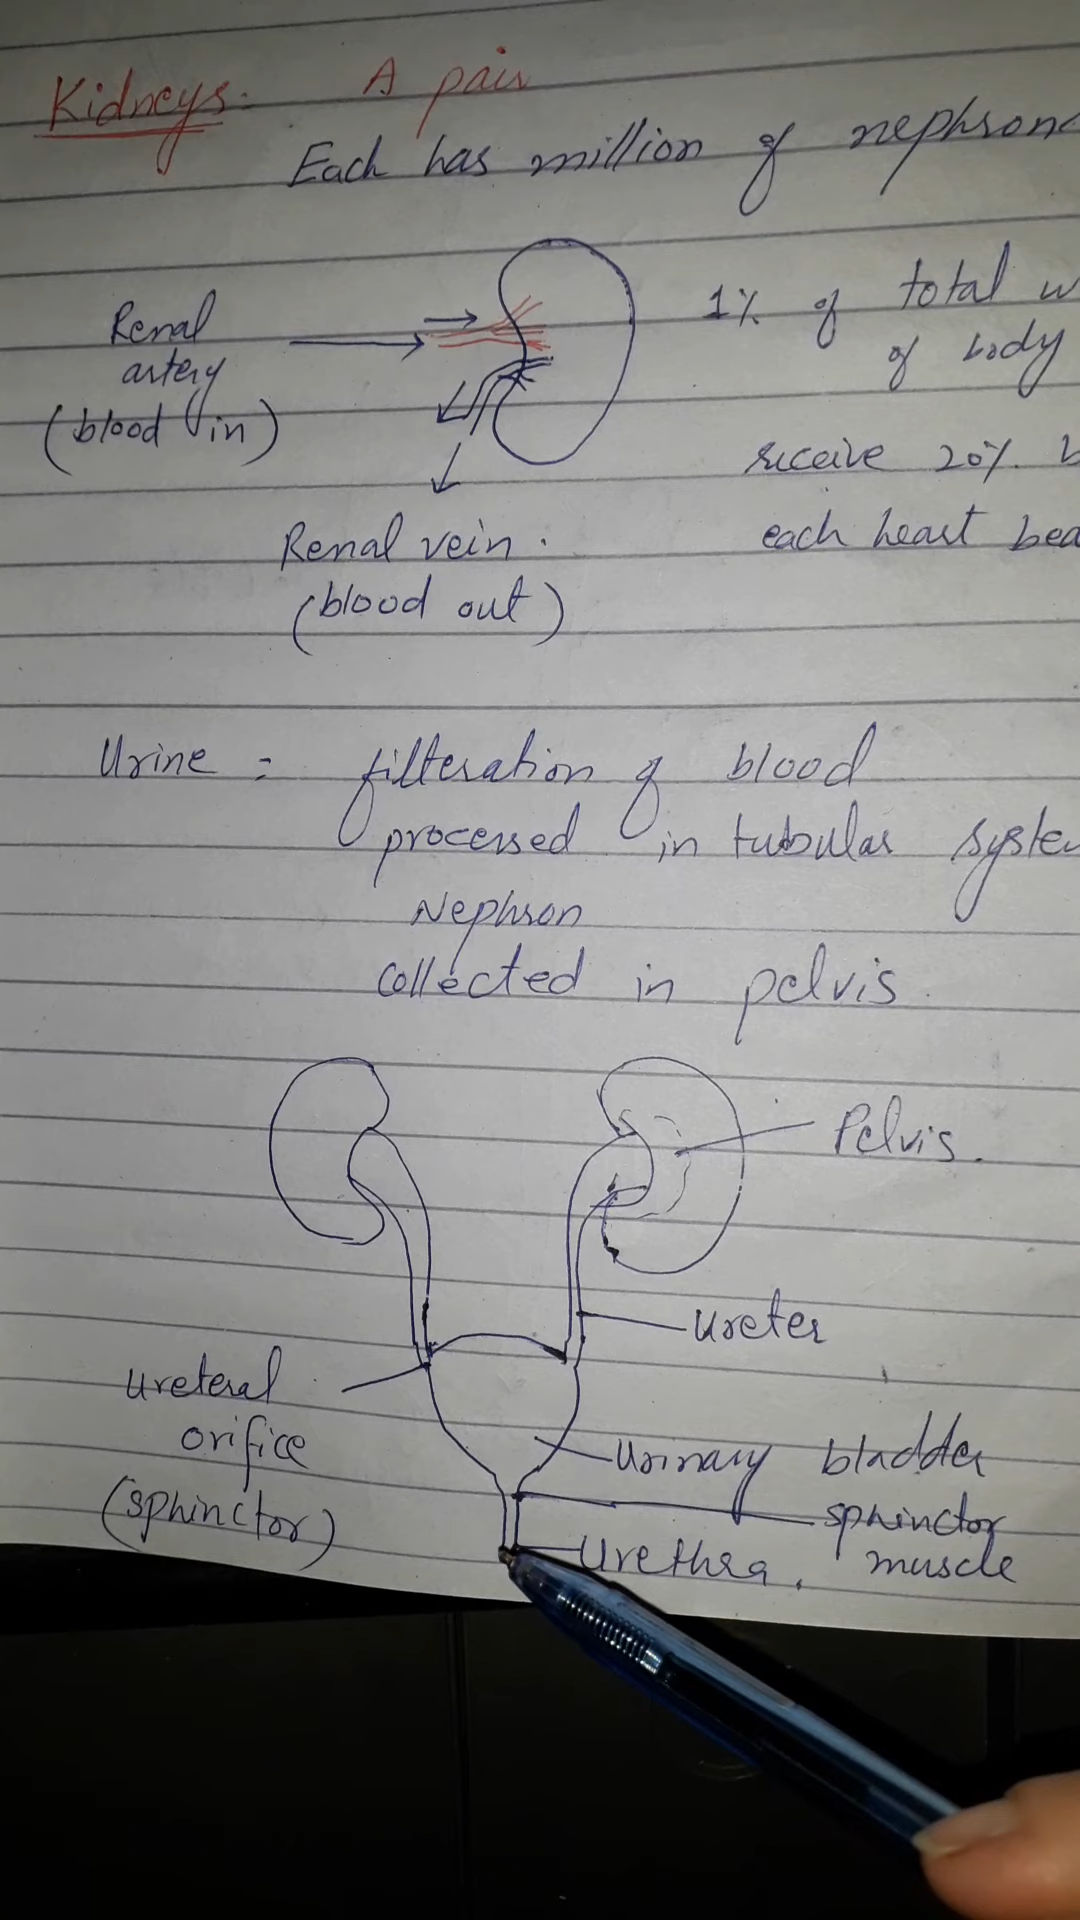 Kidneys:- A pair
Each has million of nephrons
Renal
artery
(blood in)
1% of total w
of body
receive 20% b
each heart bea
Renal vein.
(blood out)
Urine = filteration of blood
processed in tubular syste
Nephron
collected in pelvis.
Pelvis.
Ureter
Ureteral
orifice
(sphinctor)
Urinary bladder
sphinctor
muscle
Urethra.